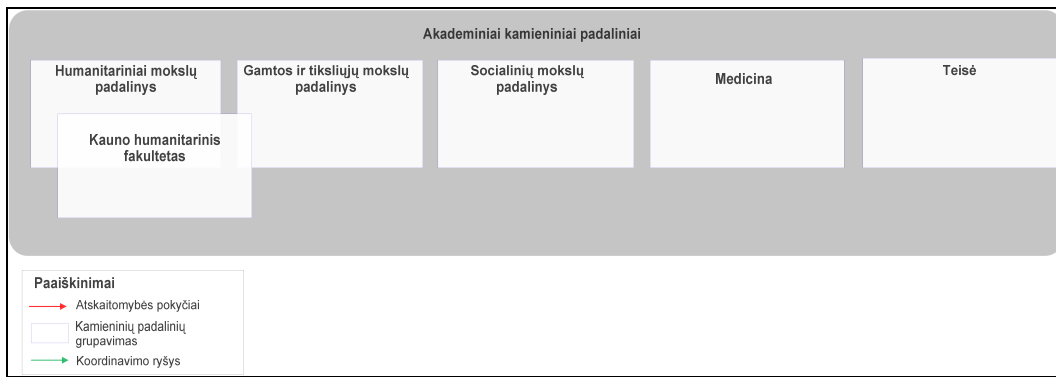 Akademiniai kamieniniai padaliniai
Humanitariniai mokslų
padalinys
Gamtos ir tiksliųjų mokslų
padalinys
Socialinių mokslų
padalinys
Medicina
Teisė
Kauno humanitarinis
fakultetas
Paaiškinimai
Atskaitomybės pokyčiai
Kamieninių padalinių
grupavimas
Koordinavimo ryšys